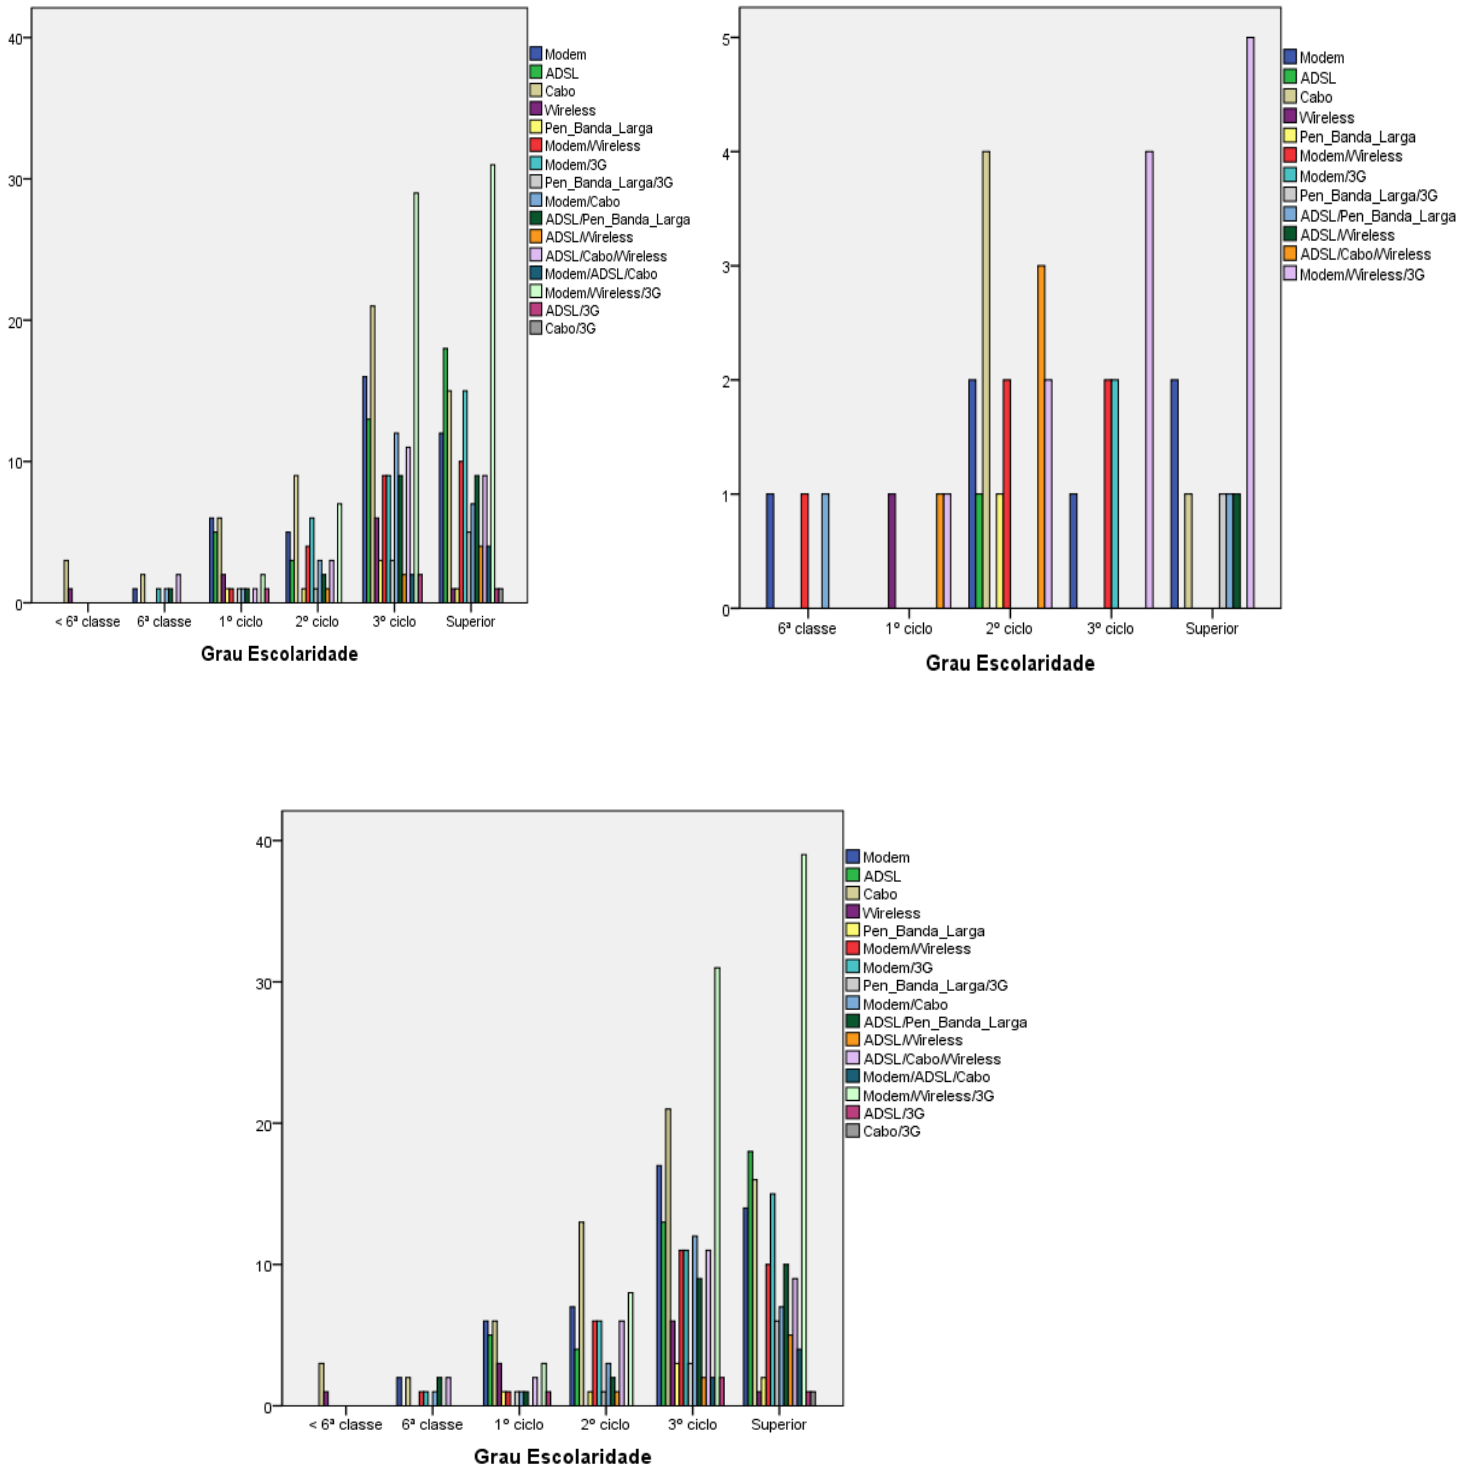 40
30
20
10
0
< 6ª classe 6ª classe 1º ciclo 2º ciclo 3º ciclo Superior
Grau Escolaridade
Modem
ADSL
Cabo
Wireless
Pen_Banda_Larga
Modem/Wireless
Modem/3G
Pen_Banda_Larga/3G
Modem/Cabo
ADSL/Pen_Banda_Larga
ADSL/Wireless
ADSL/Cabo/Wireless
Modem/ADSL/Cabo
Modem/Wireless/3G
ADSL/3G
Cabo/3G
5
4
3
2
1
0
6ª classe 1º ciclo 2º ciclo 3º ciclo Superior
Grau Escolaridade
Modem
ADSL
Cabo
Wireless
Pen_Banda_Larga
Modem/Wireless
Modem/3G
Pen_Banda_Larga/3G
ADSL/Pen_Banda_Larga
ADSL/Wireless
ADSL/Cabo/Wireless
Modem/Wireless/3G
40
30
20
10
0
< 6ª classe 6ª classe 1º ciclo 2º ciclo 3º ciclo Superior
Grau Escolaridade
Modem
ADSL
Cabo
Wireless
Pen_Banda_Larga
Modem/Wireless
Modem/3G
Pen_Banda_Larga/3G
Modem/Cabo
ADSL/Pen_Banda_Larga
ADSL/Wireless
ADSL/Cabo/Wireless
Modem/ADSL/Cabo
Modem/Wireless/3G
ADSL/3G
Cabo/3G